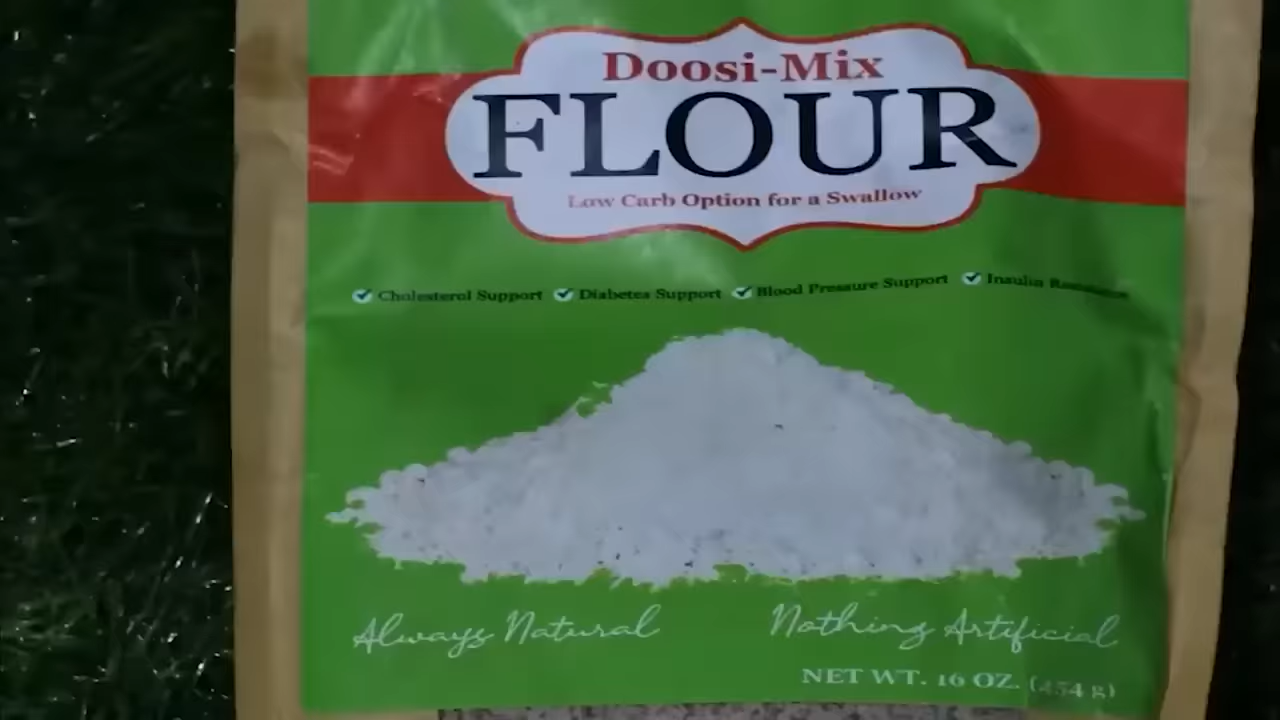 Doosi-Mix
FLOUR
Low Carb Option for a Swallow
Cholesterol Support Diabetes Support Blood Pressure Support Insulin
Always Natural Nothing Artificial
NET WT. 16 OZ. (454 g)